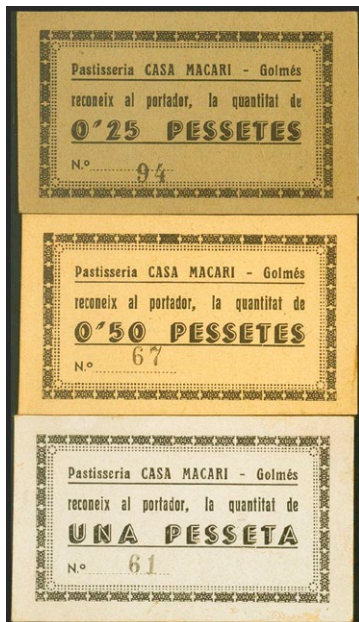 Pastisseria CASA MACARI - Golmés
reconeix al portador, la quantitat de
0'25 PESSETES
N.º 94
Pastisseria CASA MACARI - Golmés
reconeix al portador, la quantitat de
0'50 PESSETES
N.º 67
Pastisseria CASA MACARI - Golmés
reconeix al portador, la quantitat de
UNA PESSETA
N.º 61